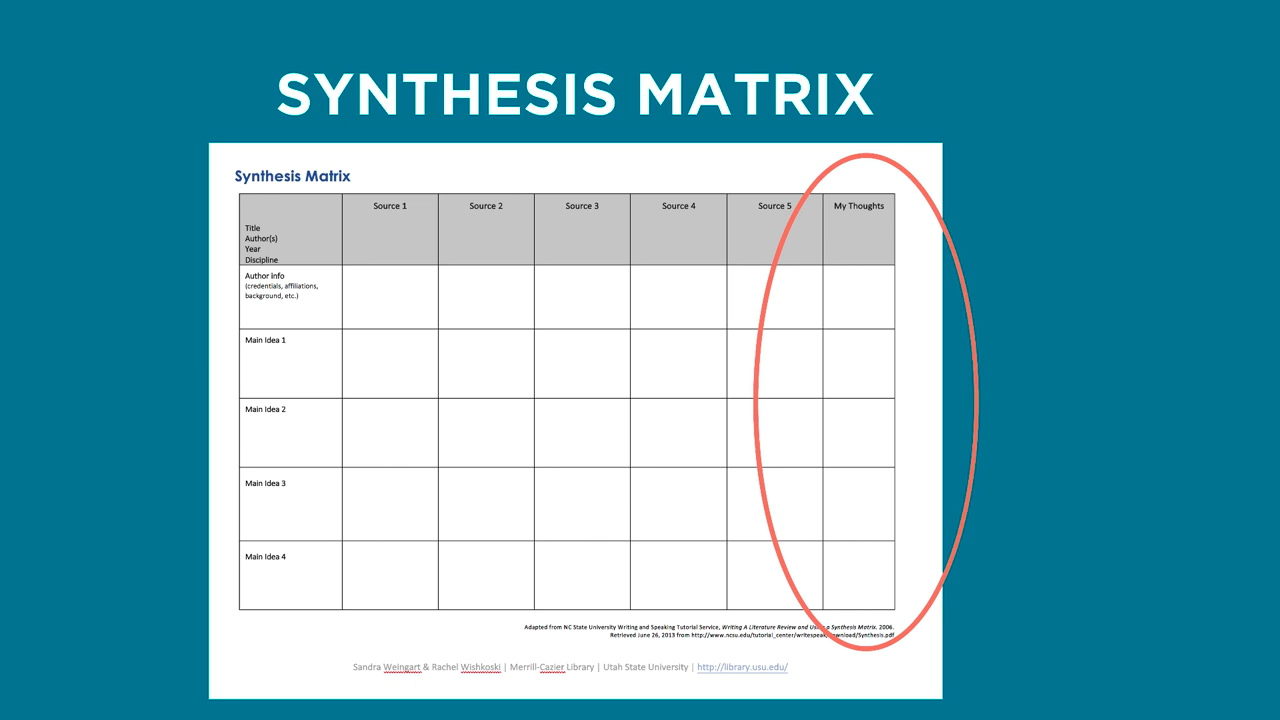 SYNTHESIS MATRIX
Synthesis Matrix
Source 1
Source 2
Source 3
Source 4
Source 5
My Thoughts
Title
Author(s)
Year
Discipline
Author info
(credentials, affiliations,
background, etc.)
Main Idea 1
Main Idea 2
Main Idea 3
Main Idea 4
Adapted from NC State University Writing and Speaking Tutorial Service, Writing A Literature Review and Using a Synthesis Matrix. 2006.
Retrieved June 26, 2013 from http://www.ncsu.edu/tutorial_center/writespeak/download/Synthesis.pdf
Sandra Weingart & Rachel Wishkoski | Merrill-Cazier Library | Utah State University | http://library.usu.edu/